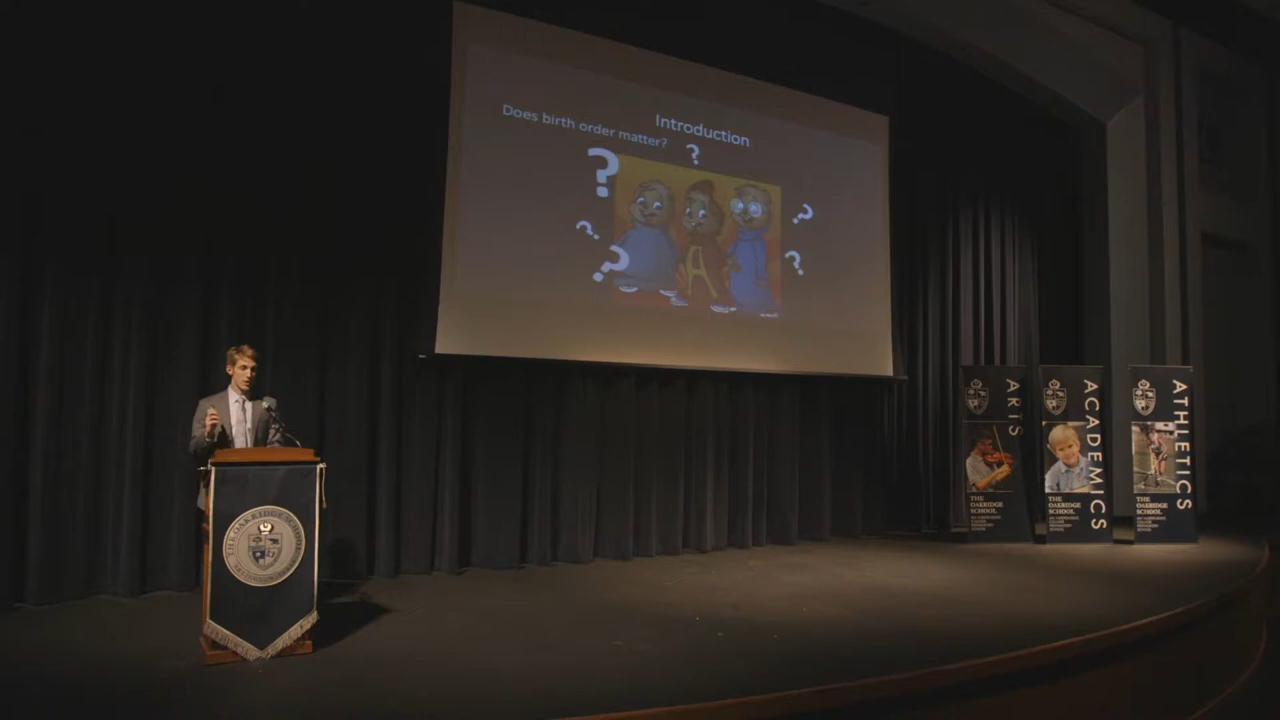 Introduction
Does birth order matter?
?
?
?
?
?
?
A
THE OAKRIDGE SCHOOL
ARTS
THE
OAKRIDGE
SCHOOL
ACADEMICS
THE
OAKRIDGE
SCHOOL
ATHLETICS
THE
OAKRIDGE
SCHOOL